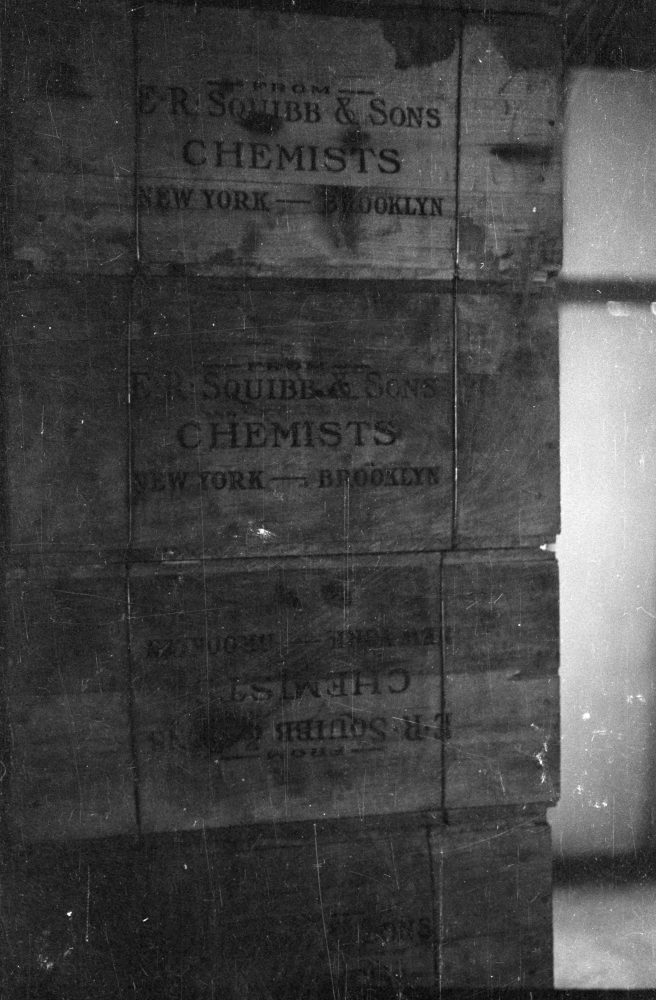 FROM
E·R·SQUIBB & SONS
CHEMISTS
NEW YORK — BROOKLYN
FROM
E·R·SQUIBB & SONS
CHEMISTS
NEW YORK — BROOKLYN
FROM
E·R·SQUIBB & SONS
CHEMIST
NEW YORK — BROOKLYN
SONS